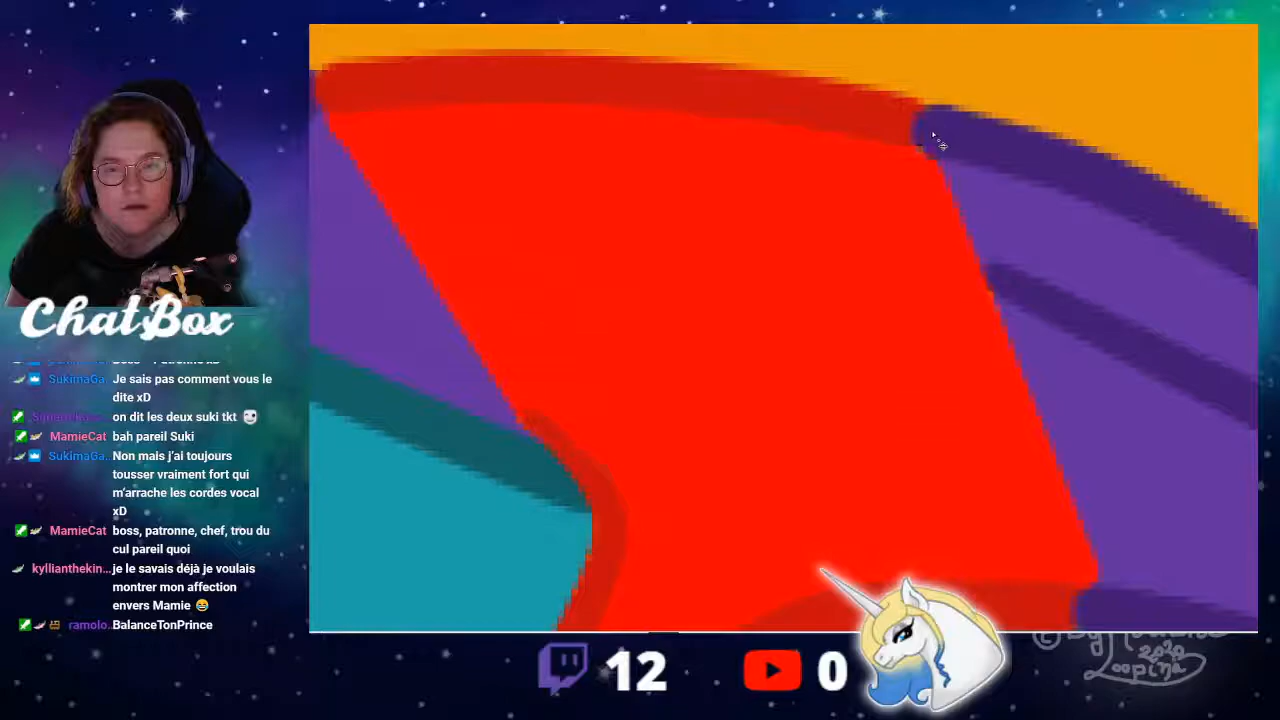 ChatBox
SukimaGa.. Je sais pas comment vous le
dite xD
on dit les deux suki tkt
MamieCat bah pareil Suki
SukimaGa.. Non mais j'ai toujours
tousser vraiment fort qui
m'arrache les cordes vocal
xD
MamieCat boss, patronne, chef, trou du
cul pareil quoi
kyllianthekin... je le savais déjà je voulais
montrer mon affection
envers Mamie 😂
ramolo.. BalanceTonPrince
12
0
2020
Loopina